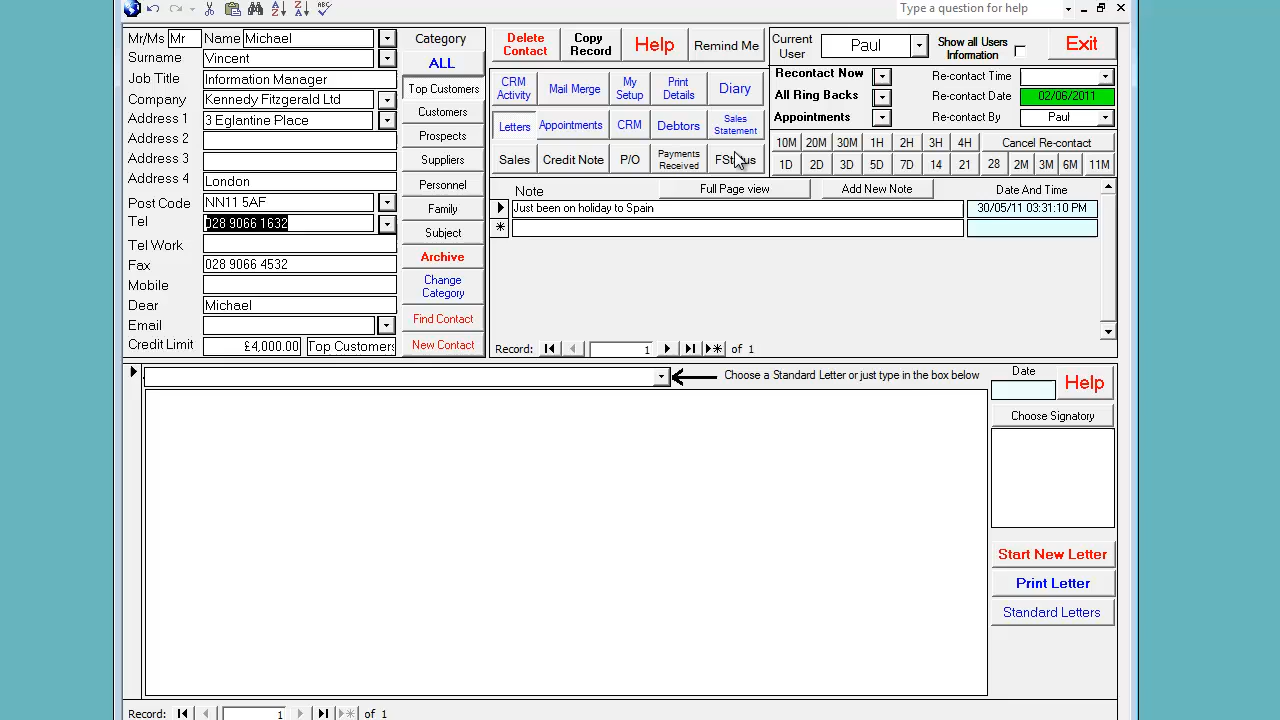 Type a question for help
Mr/Ms Mr Name Michael
Surname Vincent
Job Title Information Manager
Company Kennedy Fitzgerald Ltd
Address 1 3 Eglantine Place
Address 2
Address 3
Address 4 London
Post Code NN11 5AF
Tel 028 9066 1632
Tel Work
Fax 028 9066 4532
Mobile
Dear Michael
Email
Credit Limit £4,000.00 Top Customers
Category
ALL
Top Customers
Customers
Prospects
Suppliers
Personnel
Family
Subject
Archive
Change
Category
Find Contact
New Contact
Delete
Contact
Copy
Record
Help
Remind Me
CRM
Activity
Mail Merge
My
Setup
Print
Details
Diary
Letters
Appointments
CRM
Debtors
Sales
Statement
Sales
Credit Note
P/O
Payments
Received
Current
User
Paul
Show all Users
Information
Exit
Recontact Now
All Ring Backs
Appointments
Re-contact Time
Re-contact Date 02/06/2011
Re-contact By Paul
10M 20M 30M 1H 2H 3H 4H Cancel Re-contact
1D 2D 3D 5D 7D 14 21 28 2M 3M 6M 11M
Note Full Page view Add New Note Date And Time
Just been on holiday to Spain 30/05/11 03:31:10 PM
Record: 1 of 1
Choose a Standard Letter or just type in the box below
Date
Help
Choose Signatory
Start New Letter
Print Letter
Standard Letters
Record: 1 of 1